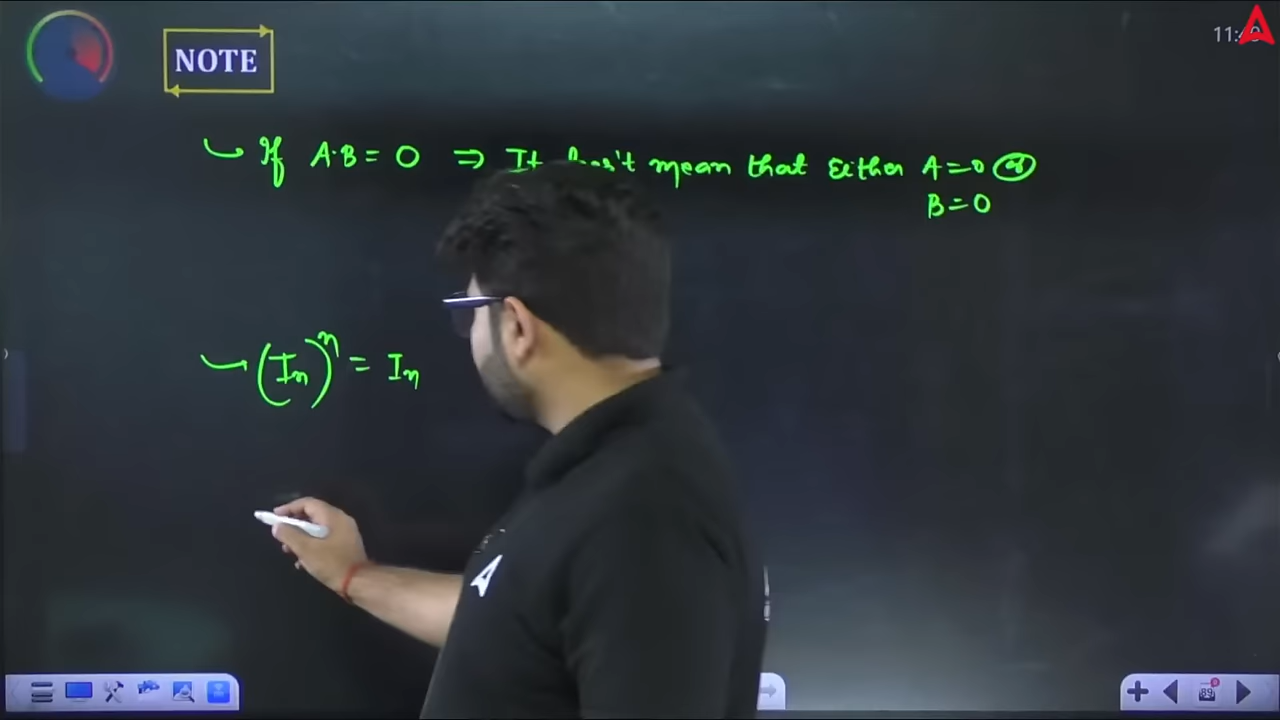 NOTE
If A·B = 0 ⇒ It mean that either A=0 or
B=0
(In)^n = In